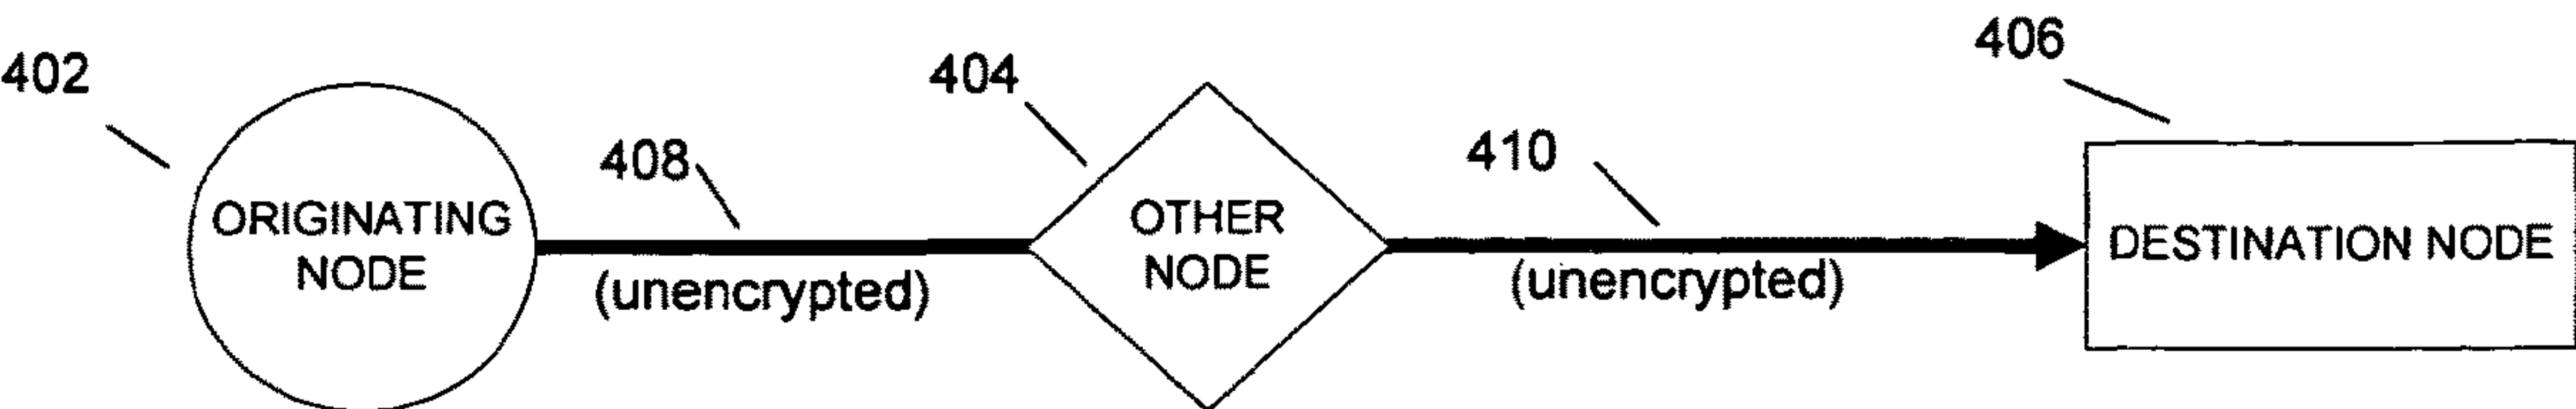 402
404
406
408
410
ORIGINATING
NODE
(unencrypted)
OTHER
NODE
(unencrypted)
DESTINATION NODE